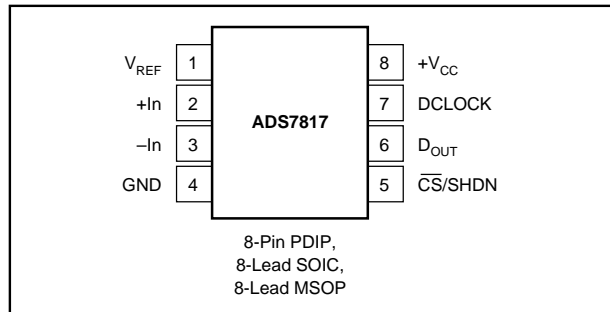 V_REF 1 8 +V_CC
+In 2 7 DCLOCK
ADS7817
–In 3 6 D_OUT
GND 4 5 C̅S̅/SHDN
8-Pin PDIP,
8-Lead SOIC,
8-Lead MSOP